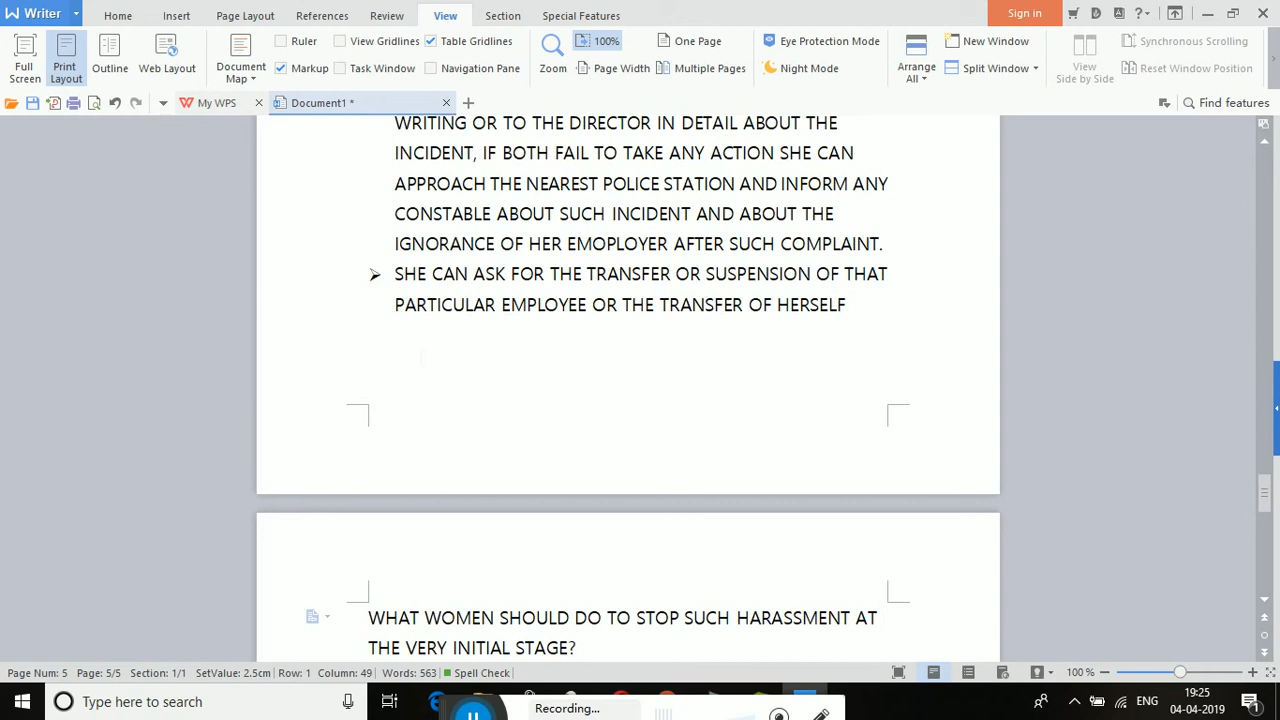 Writer
Home Insert Page Layout References Review View Section Special Features
Sign in
Full Screen
Print Layout
Outline
Web Layout
Document Map
Ruler View Gridlines Table Gridlines
Markup Task Window Navigation Pane
Zoom
100% One Page
Page Width Multiple Pages
Eye Protection Mode
Night Mode
Arrange All
New Window
Split Window
View Side by Side
Synchronous Scrolling
Reset Window Position
My WPS
Document1 *
Find features
WRITING OR TO THE DIRECTOR IN DETAIL ABOUT THE
INCIDENT, IF BOTH FAIL TO TAKE ANY ACTION SHE CAN
APPROACH THE NEAREST POLICE STATION AND INFORM ANY
CONSTABLE ABOUT SUCH INCIDENT AND ABOUT THE
IGNORANCE OF HER EMOPLOYER AFTER SUCH COMPLAINT.
➢ SHE CAN ASK FOR THE TRANSFER OR SUSPENSION OF THAT
PARTICULAR EMPLOYEE OR THE TRANSFER OF HERSELF
WHAT WOMEN SHOULD DO TO STOP SUCH HARASSMENT AT
THE VERY INITIAL STAGE?
Page Num: 5 Page: 5/5 Section: 1/1 SetValue: 2.5cm Row: 1 Column: 49 Words: 563 Spell Check
100 %
Type here to search
Recording...
ENG
19:25
04-04-2019